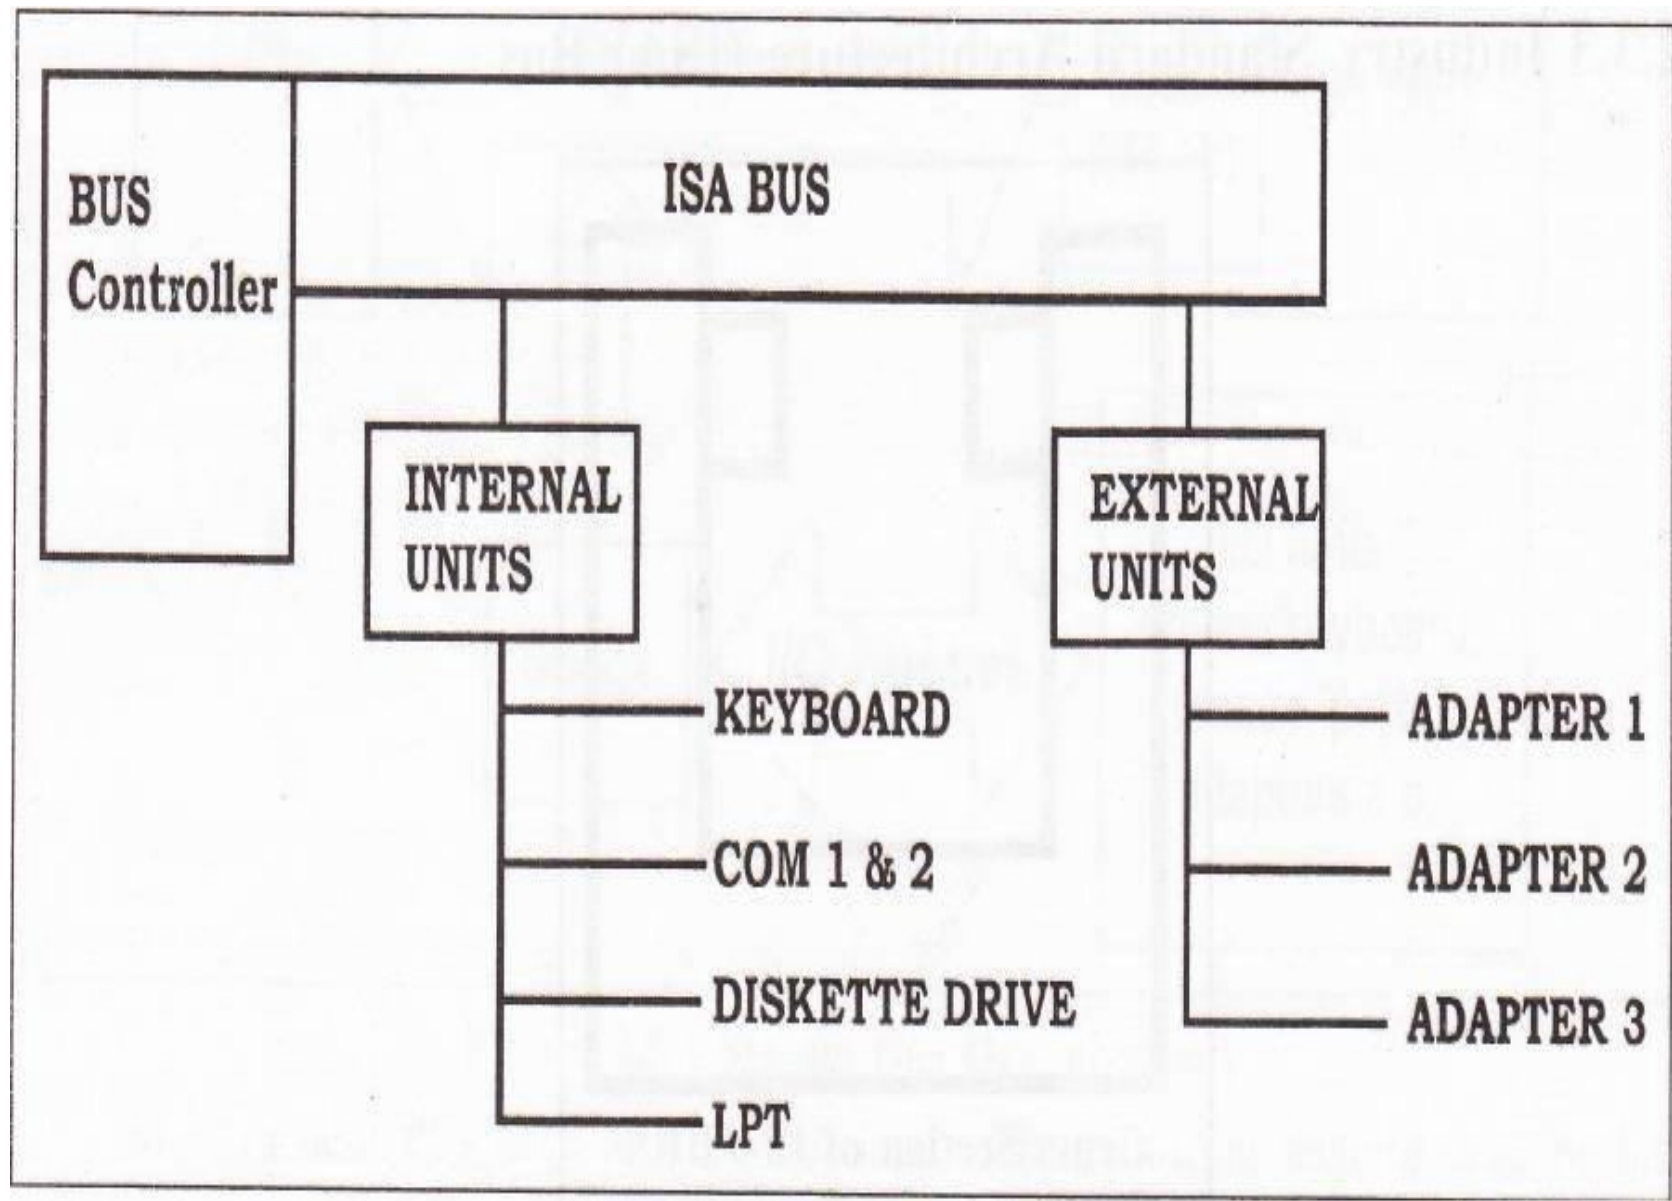 BUS
Controller
ISA BUS
INTERNAL
UNITS
EXTERNAL
UNITS
KEYBOARD
COM 1 & 2
DISKETTE DRIVE
LPT
ADAPTER 1
ADAPTER 2
ADAPTER 3